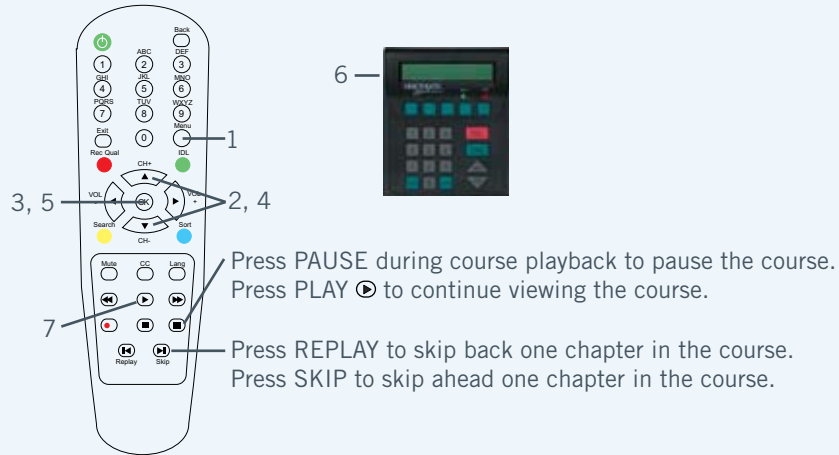 Back
ABC DEF
1 2 3
GHI JKL MNO
4 5 6
PQRS TUV WXYZ
7 8 9
Exit Menu
0
1
Rec Qual IDL
CH+
VOL - OK VOL +
3, 5
2, 4
Search Sort
CH-
Mute CC Lang
7
Replay Skip
6
Press PAUSE during course playback to pause the course.
Press PLAY to continue viewing the course.
Press REPLAY to skip back one chapter in the course.
Press SKIP to skip ahead one chapter in the course.